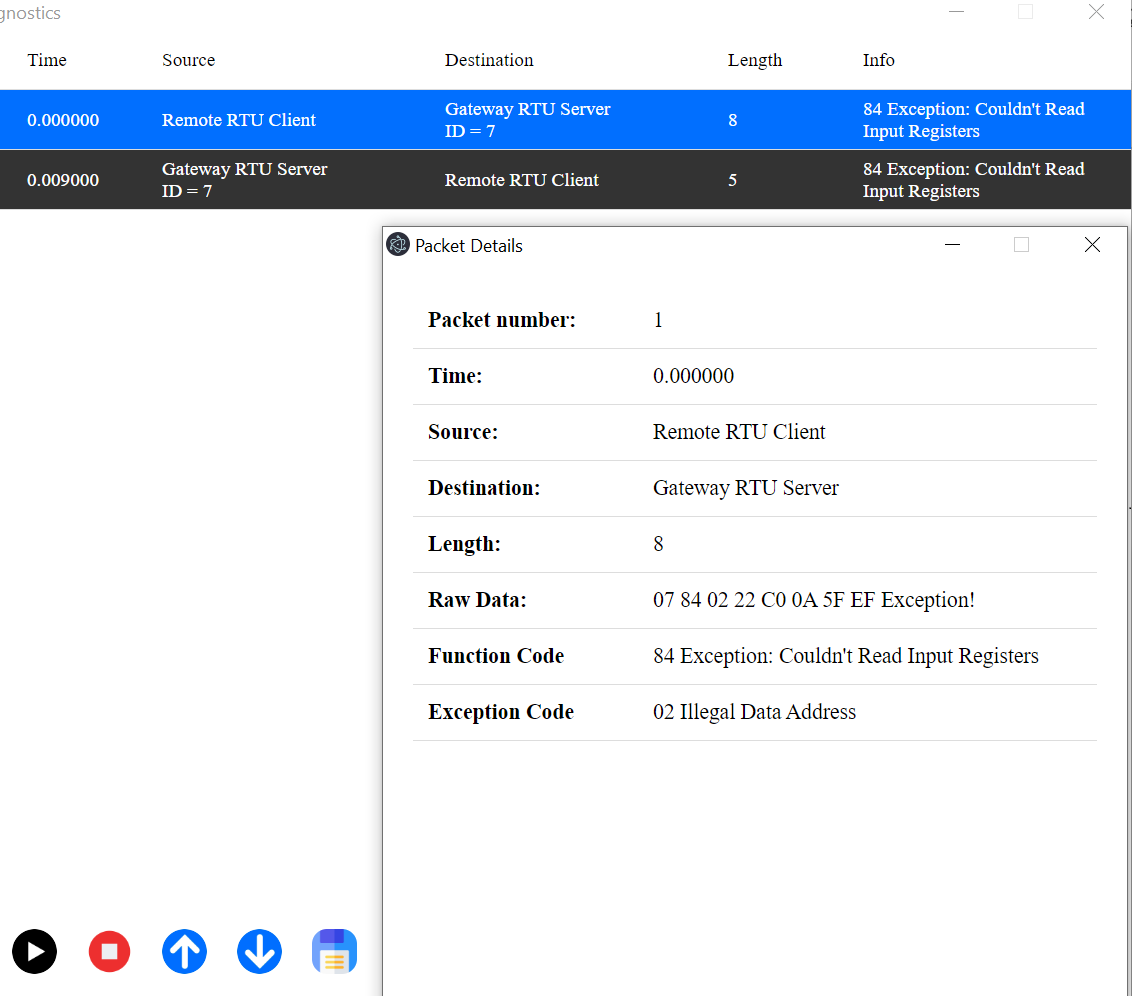 gnostics
Time Source Destination Length Info
0.000000 Remote RTU Client Gateway RTU Server ID = 7 8 84 Exception: Couldn't Read Input Registers
0.009000 Gateway RTU Server ID = 7 Remote RTU Client 5 84 Exception: Couldn't Read Input Registers
Packet Details
Packet number: 1
Time: 0.000000
Source: Remote RTU Client
Destination: Gateway RTU Server
Length: 8
Raw Data: 07 84 02 22 C0 0A 5F EF Exception!
Function Code 84 Exception: Couldn't Read Input Registers
Exception Code 02 Illegal Data Address